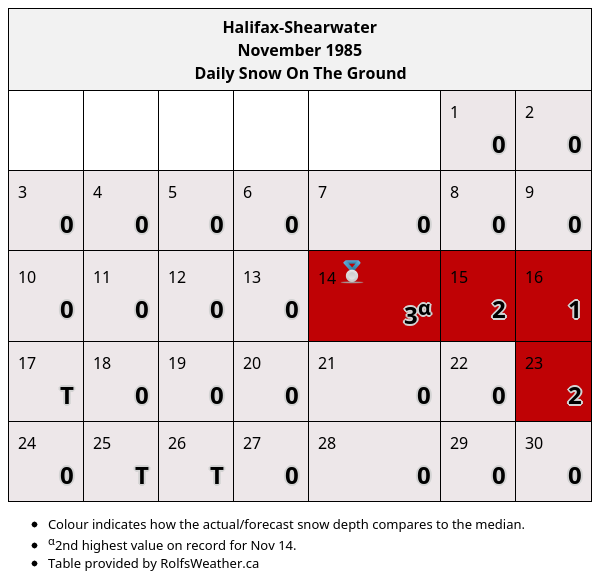 Halifax-Shearwater
November 1985
Daily Snow On The Ground
1 0 2 0
3 0 4 0 5 0 6 0 7 0 8 0 9 0
10 0 11 0 12 0 13 0 14 3α 15 2 16 1
17 T 18 0 19 0 20 0 21 0 22 0 23 2
24 0 25 T 26 T 27 0 28 0 29 0 30 0
Colour indicates how the actual/forecast snow depth compares to the median.
α2nd highest value on record for Nov 14.
Table provided by RolfsWeather.ca